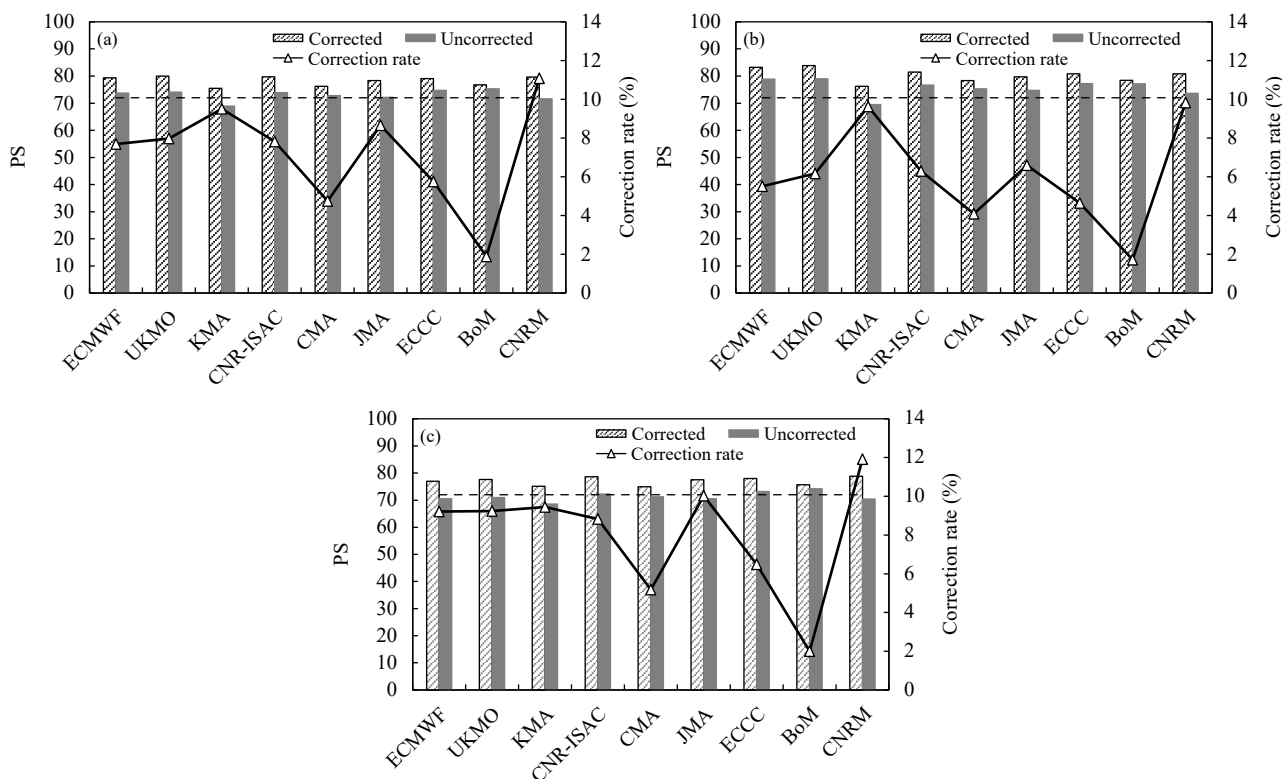 (a)
Corrected Uncorrected
Correction rate
PS
100
90
80
70
60
50
40
30
20
10
0
14
12
10
8
6
4
2
0
Correction rate (%)
ECMWF
UKMO
KMA
CNR-ISAC
CMA
JMA
ECCC
BoM
CNRM
(b)
Corrected Uncorrected
Correction rate
PS
100
90
80
70
60
50
40
30
20
10
0
14
12
10
8
6
4
2
0
Correction rate (%)
ECMWF
UKMO
KMA
CNR-ISAC
CMA
JMA
ECCC
BoM
CNRM
(c)
Corrected Uncorrected
Correction rate
PS
100
90
80
70
60
50
40
30
20
10
0
14
12
10
8
6
4
2
0
Correction rate (%)
ECMWF
UKMO
KMA
CNR-ISAC
CMA
JMA
ECCC
BoM
CNRM